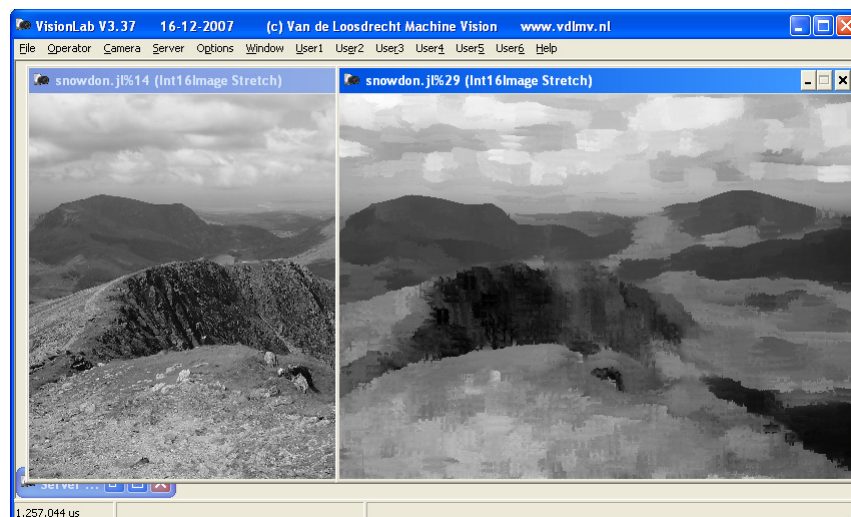 VisionLab V3.37 16-12-2007 (c) Van de Loosdrecht Machine Vision www.vdlmv.nl
File Operator Camera Server Options Window User1 User2 User3 User4 User5 User6 Help
snowdon.jl%14 (Int16Image Stretch) snowdon.jl%29 (Int16Image Stretch)
Server ...
1.257.044 us